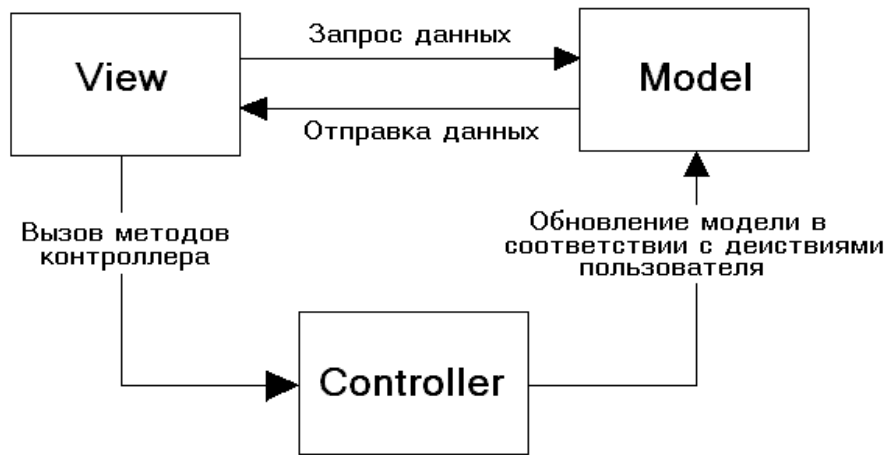 Запрос данных
View
Model
Отправка данных
Вызов методов
контроллера
Обновление модели в
соответствии с деиствиями
пользователя
Controller